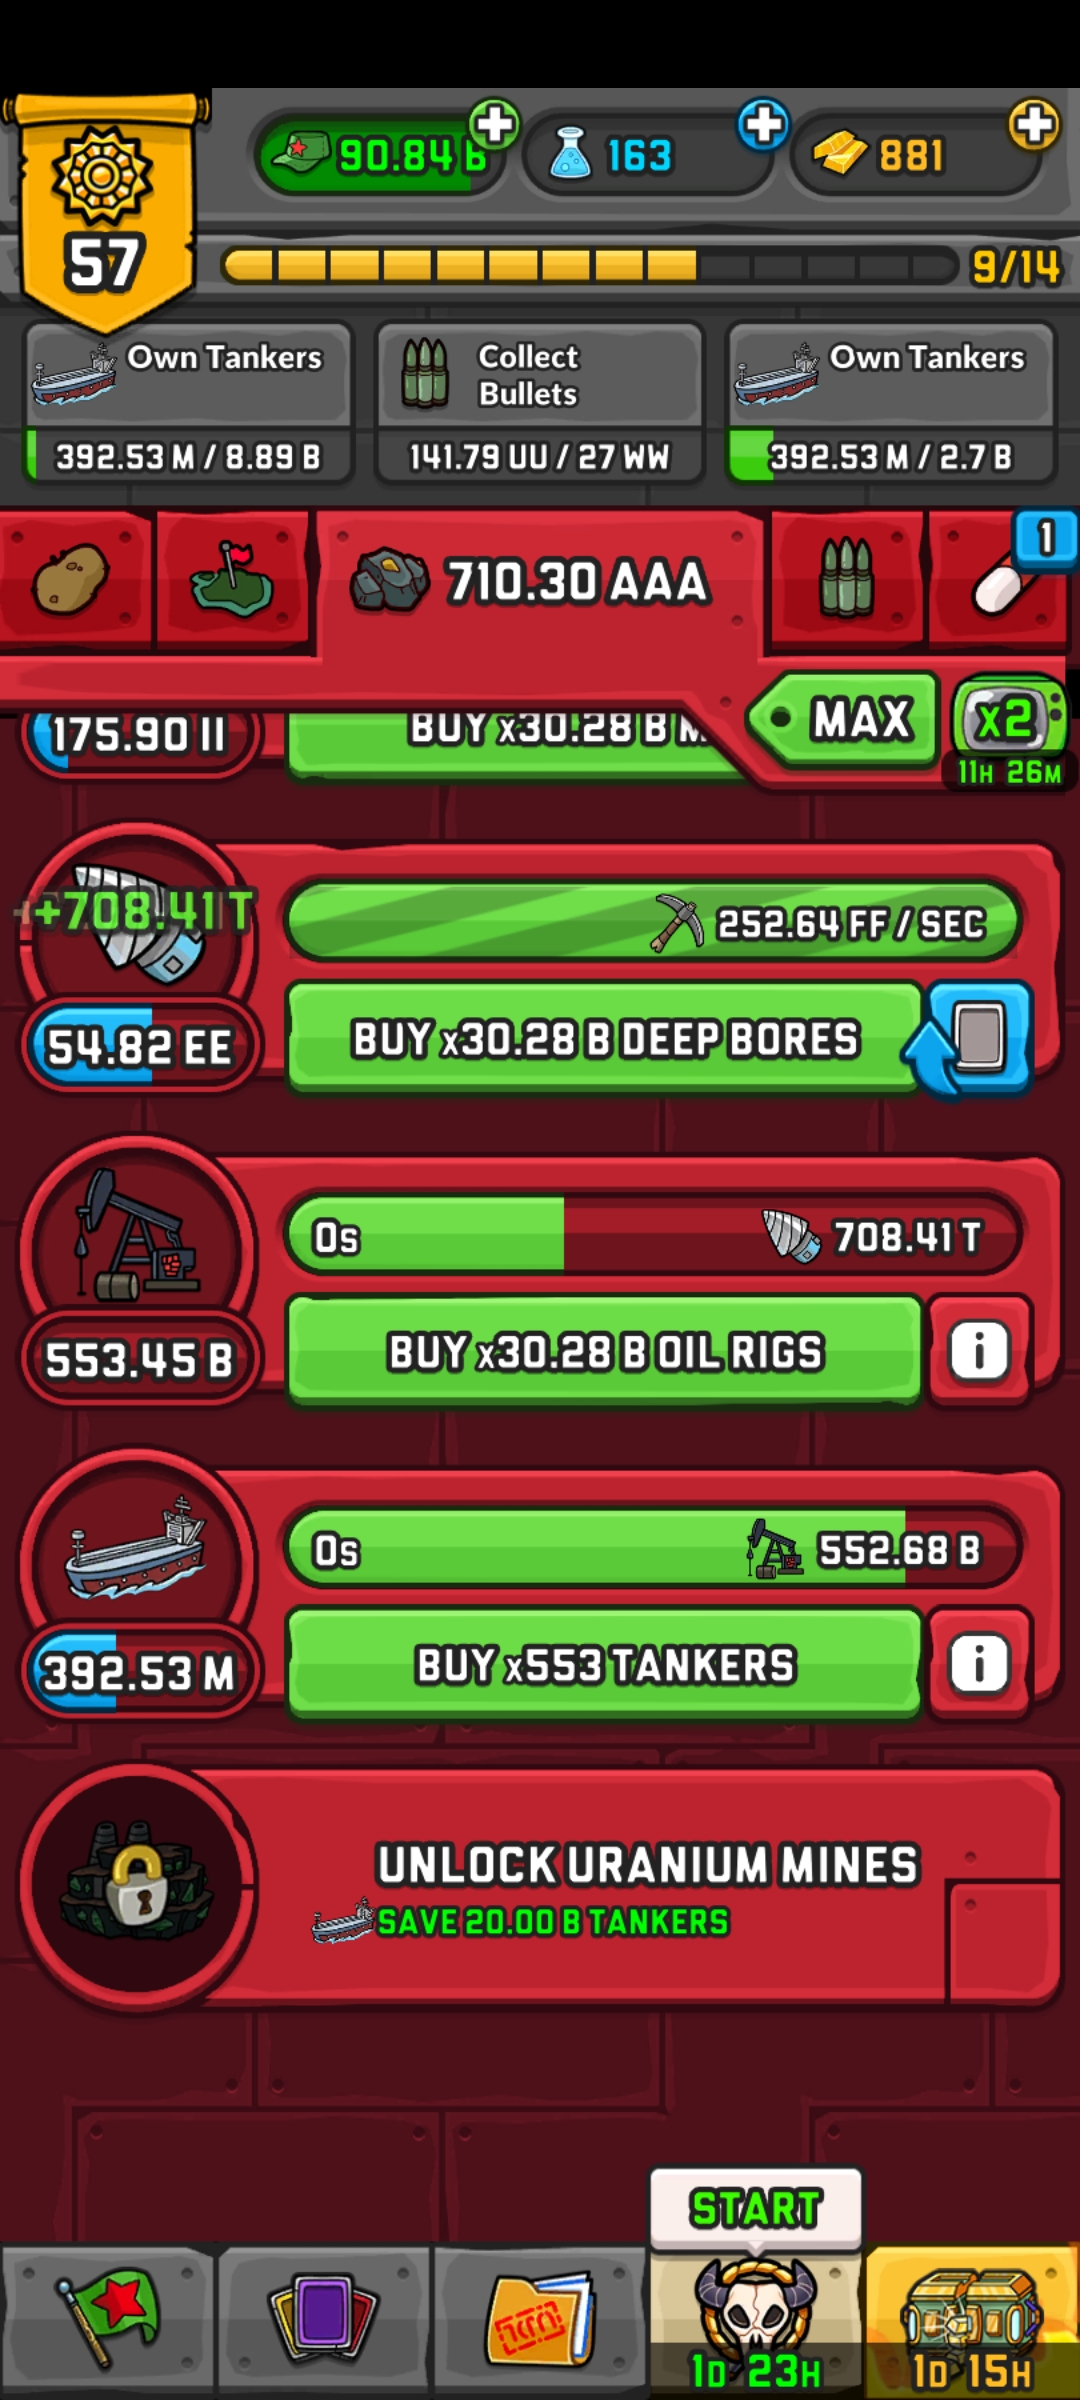 90.84 B
163
881
57
9/14
Own Tankers
392.53 M / 8.89 B
Collect
Bullets
141.79 UU / 27 WW
Own Tankers
392.53 M / 2.7 B
710.30 AAA
1
MAX
x2
11H 26M
175.90 II
BUY x30.28 B M
+708.41 T
252.64 FF / SEC
54.82 EE
BUY x30.28 B DEEP BORES
0s
708.41 T
553.45 B
BUY x30.28 B OIL RIGS
i
0s
552.68 B
392.53 M
BUY x553 TANKERS
i
UNLOCK URANIUM MINES
SAVE 20.00 B TANKERS
START
1D 23H
1D 15H